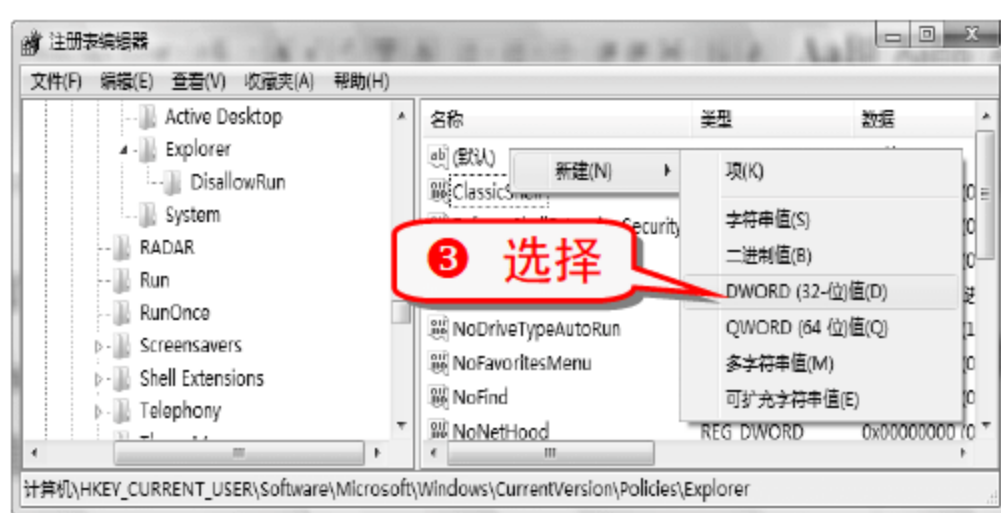 注册表编辑器
文件(F) 编辑(E) 查看(V) 收藏夹(A) 帮助(H)
Active Desktop
Explorer
DisallowRun
System
RADAR
Run
RunOnce
Screensavers
Shell Extensions
Telephony
名称 类型 数据
(默认)
NoDriveTypeAutoRun
NoFavoritesMenu
NoFind
NoNetHood REG_DWORD 0x00000000 (0
新建(N)
项(K)
字符串值(S)
二进制值(B)
DWORD (32-位)值(D)
QWORD (64 位)值(Q)
多字符串值(M)
可扩充字符串值(E)
3 选择
计算机\HKEY_CURRENT_USER\Software\Microsoft\Windows\CurrentVersion\Policies\Explorer